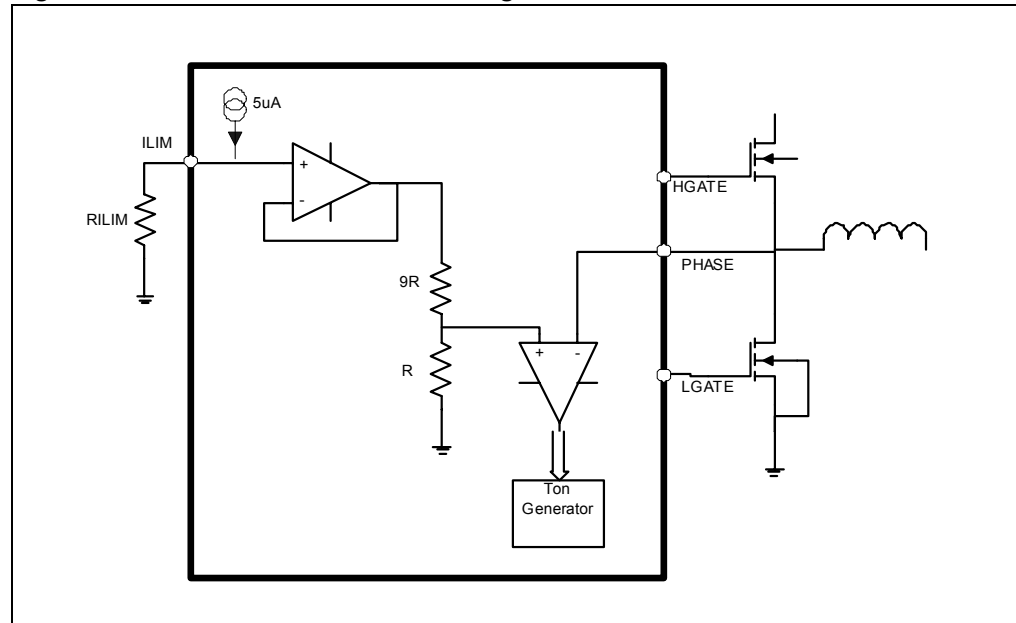 5uA
ILIM
+
-
RILIM
HGATE
PHASE
9R
+ -
R
LGATE
Ton
Generator